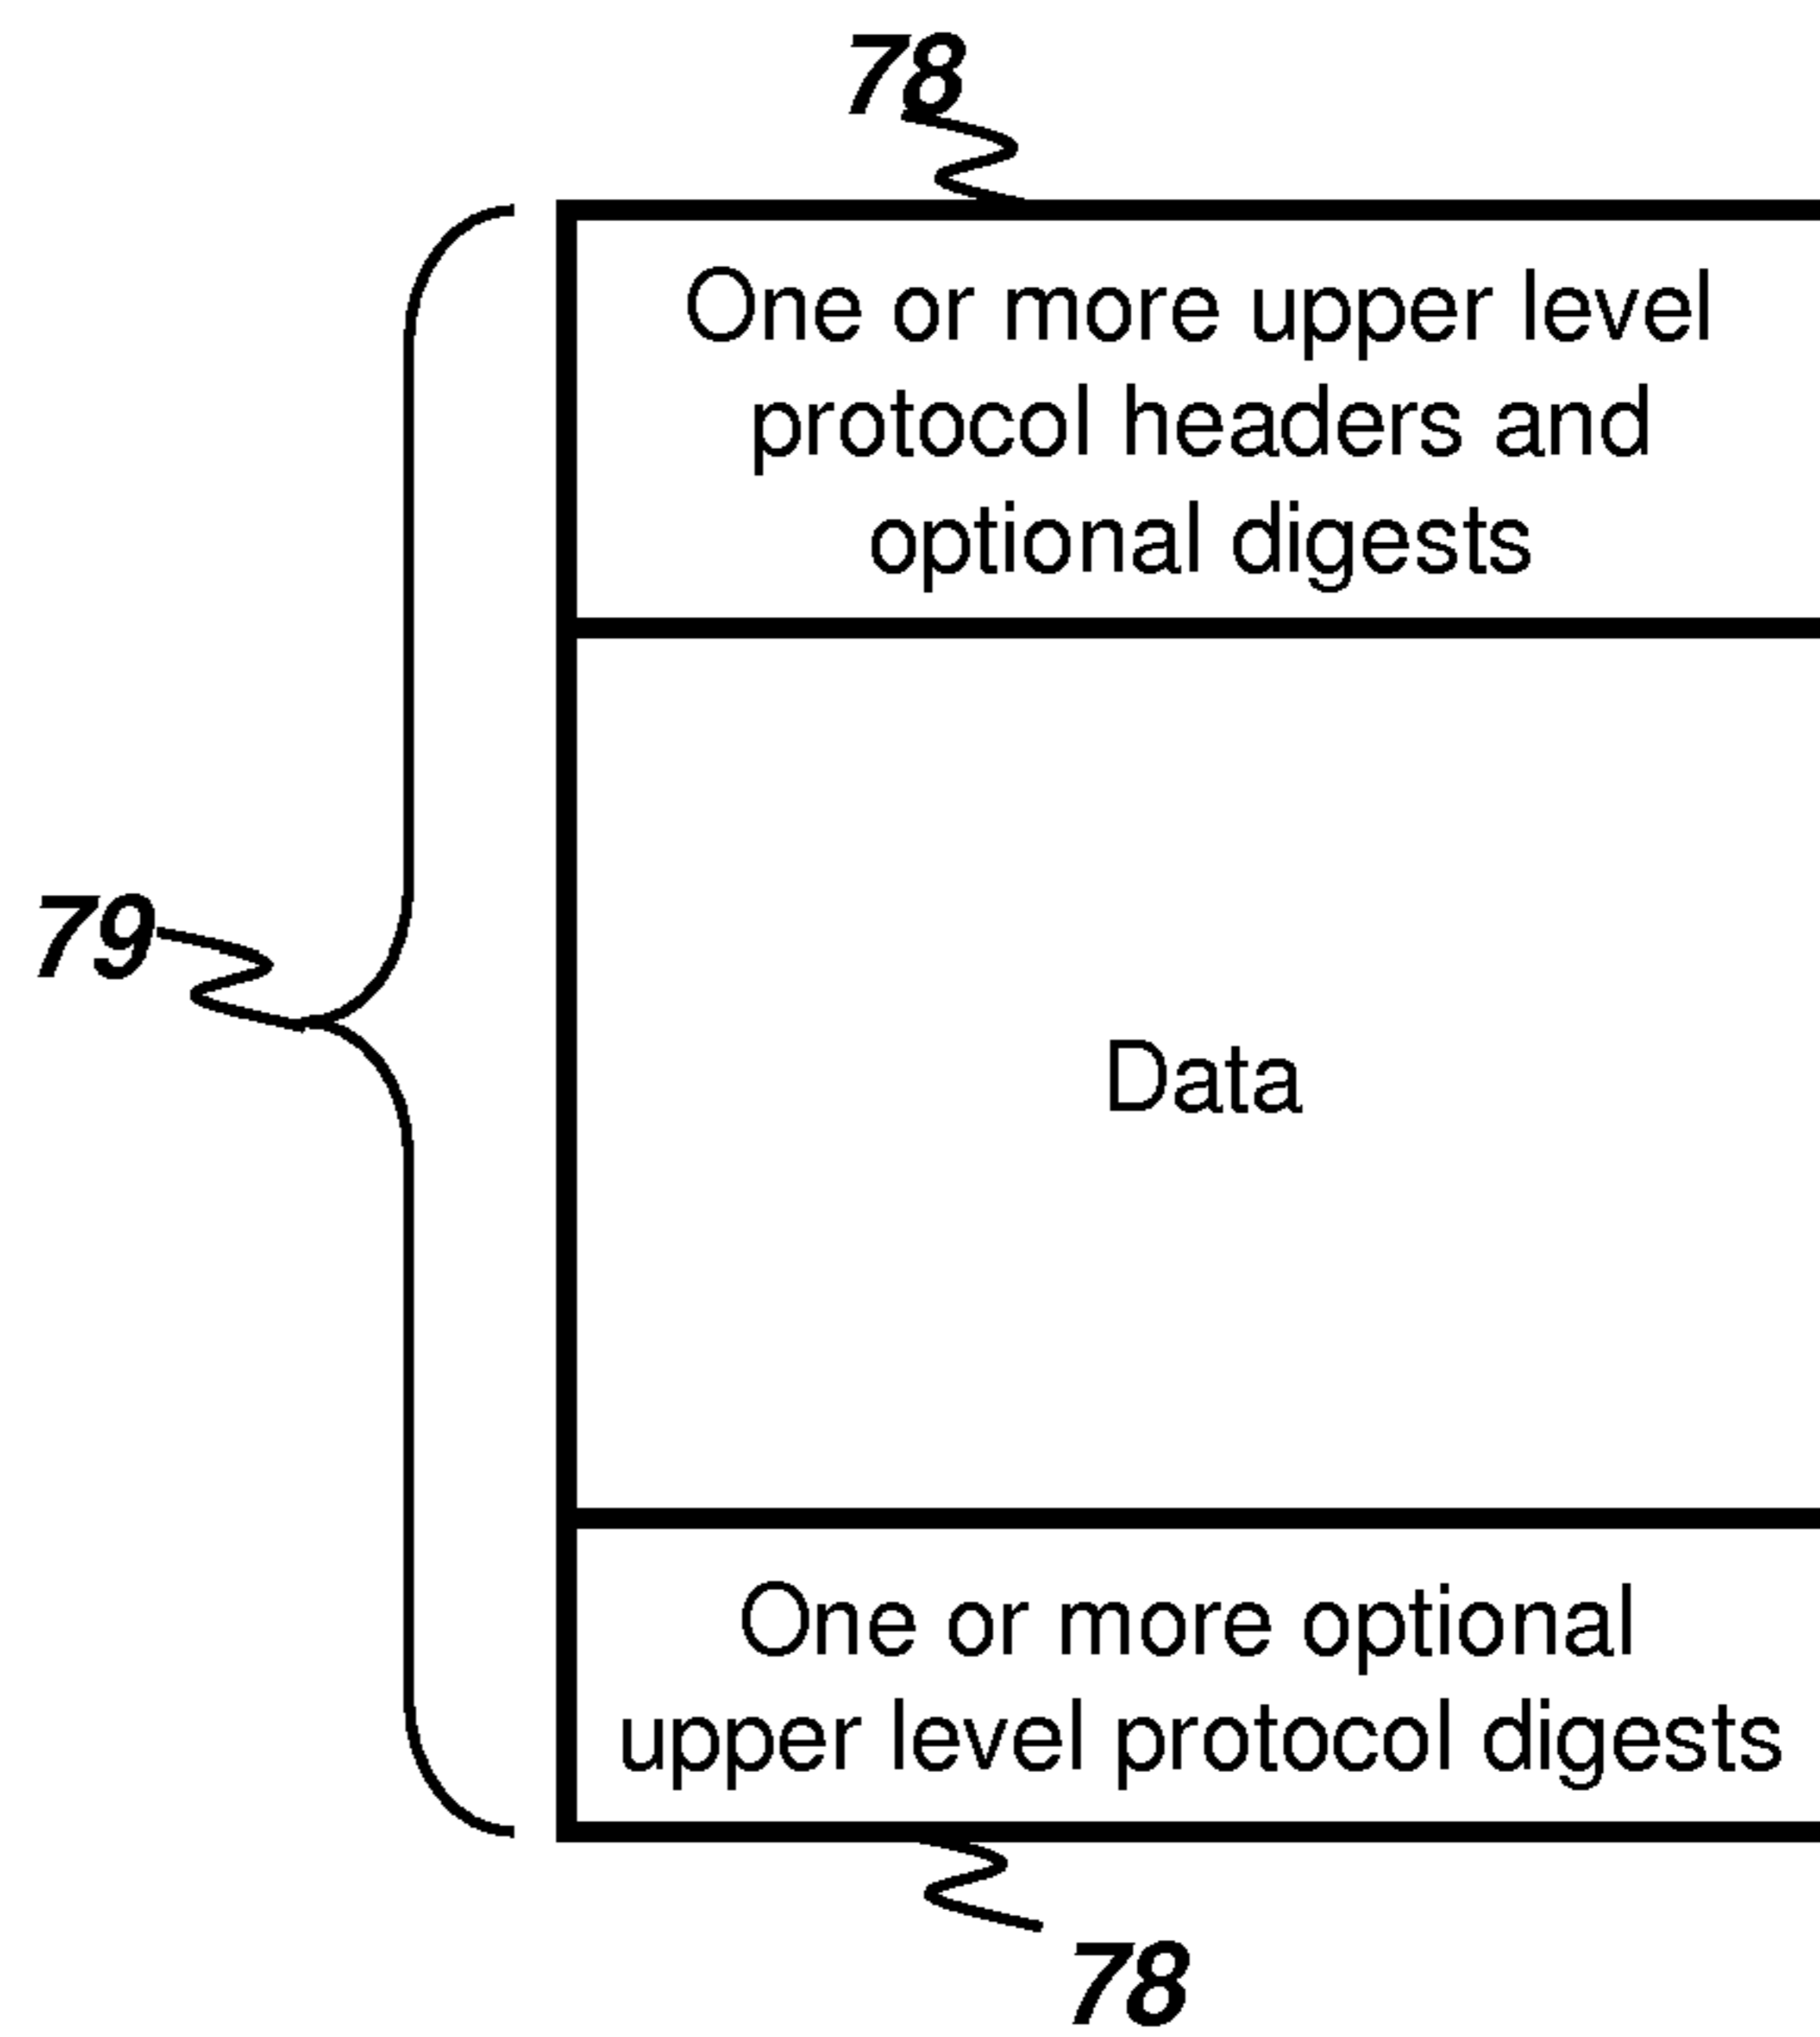 78
One or more upper level
protocol headers and
optional digests
79
Data
One or more optional
upper level protocol digests
78